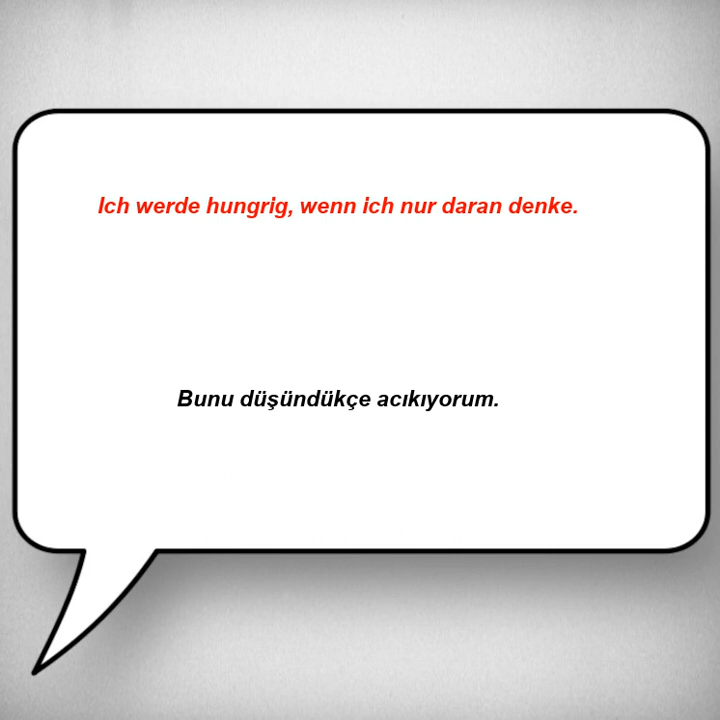 Ich werde hungrig, wenn ich nur daran denke.
Bunu düşündükçe acıkıyorum.